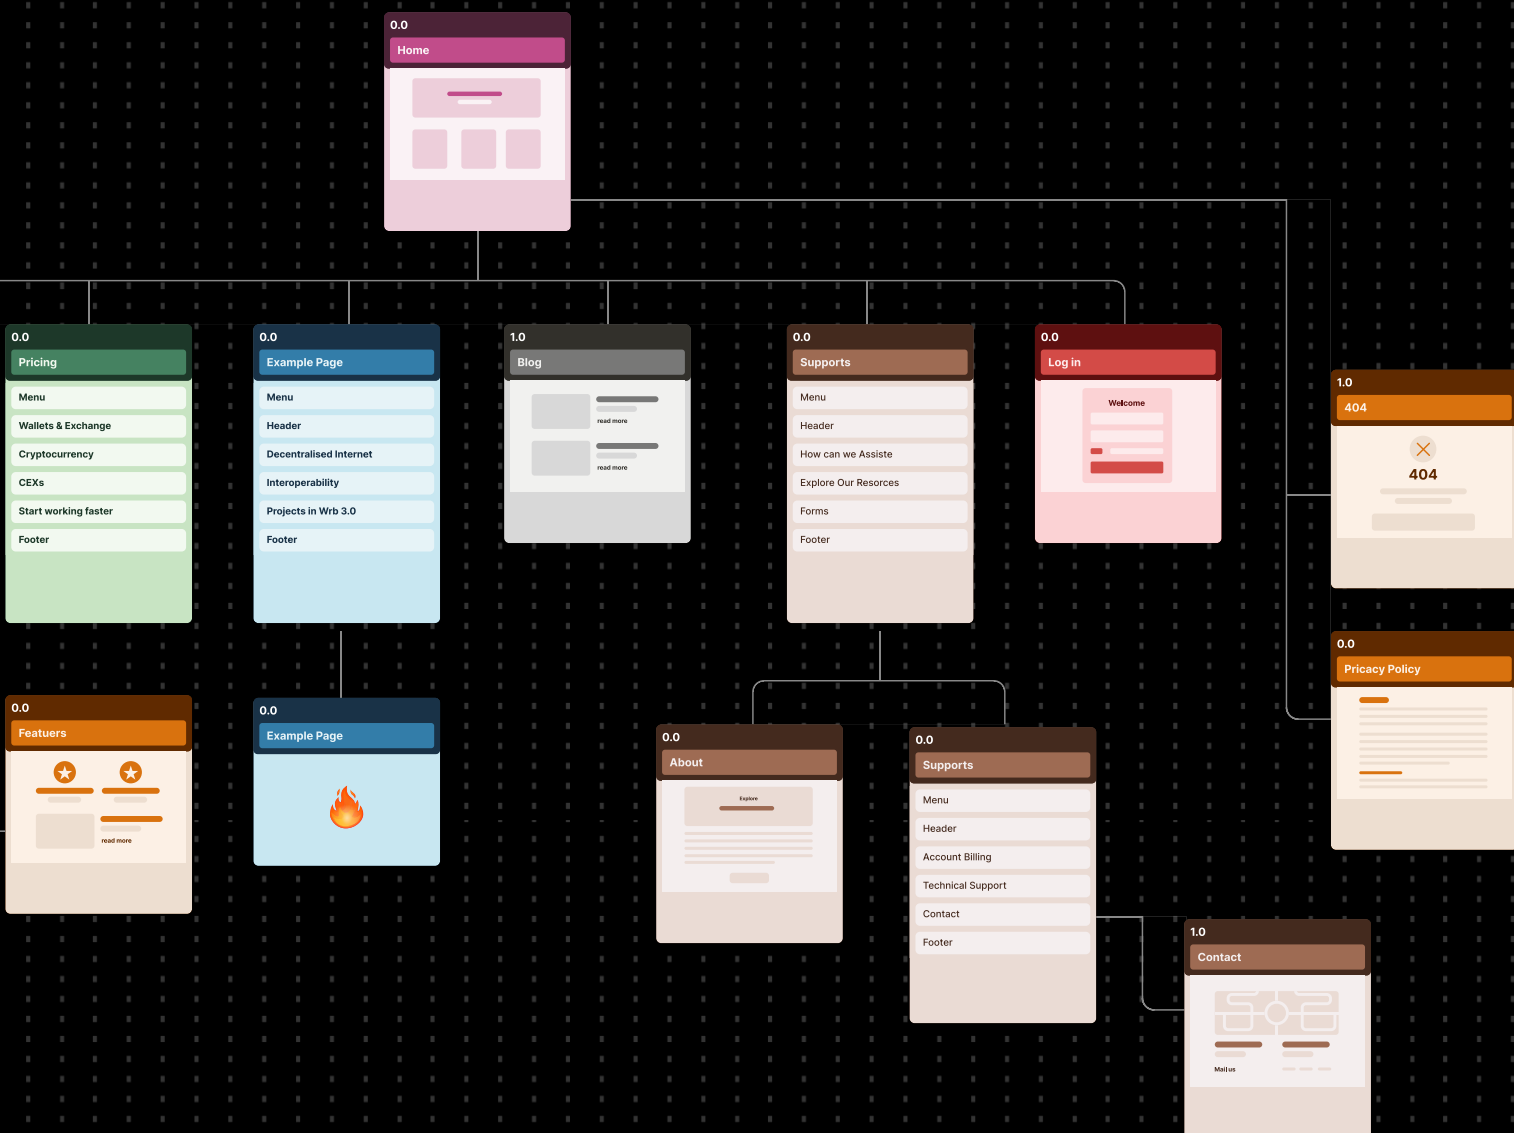 0.0
Home
0.0
Pricing
Menu
Wallets & Exchange
Cryptocurrency
CEXs
Start working faster
Footer
0.0
Example Page
Menu
Header
Decentralised Internet
Interoperability
Projects in Wrb 3.0
Footer
1.0
Blog
read more
read more
0.0
Supports
Menu
Header
How can we Assiste
Explore Our Resorces
Forms
Footer
0.0
Log in
Welcome
1.0
404
404
0.0
Pricacy Policy
0.0
Featuers
read more
0.0
Example Page
0.0
About
Explore
0.0
Supports
Menu
Header
Account Billing
Technical Support
Contact
Footer
1.0
Contact
Mail us